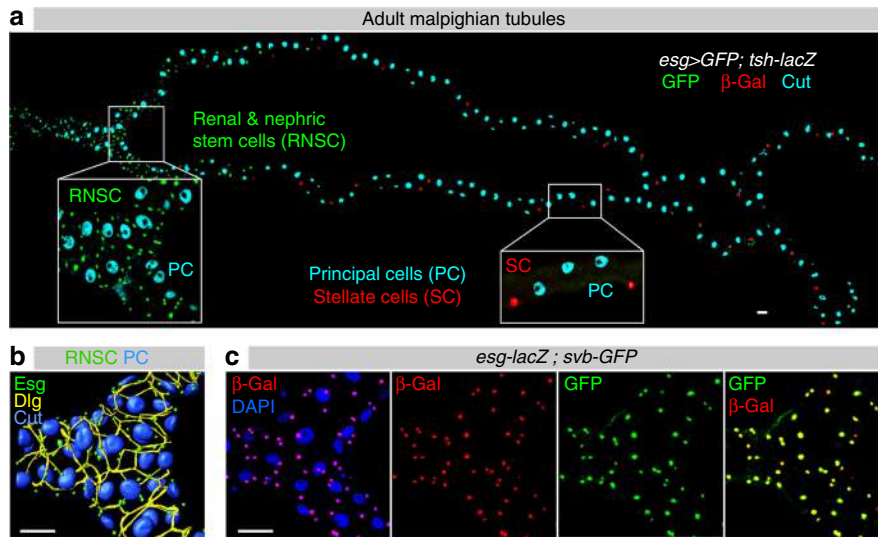 a
Adult malpighian tubules
esg>GFP; tsh-lacZ
GFP β-Gal Cut
Renal & nephric
stem cells (RNSC)
RNSC
PC
Principal cells (PC)
Stellate cells (SC)
SC
PC
b
RNSC PC
Esg
Dlg
Cut
c
esg-lacZ ; svb-GFP
β-Gal
DAPI
β-Gal
GFP
GFP
β-Gal